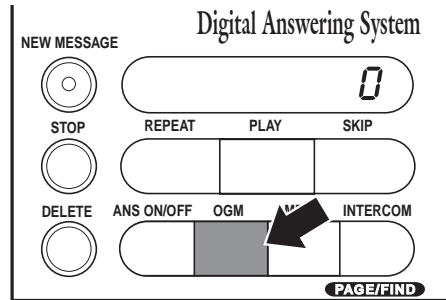 Digital Answering System
NEW MESSAGE
0
STOP REPEAT PLAY SKIP
DELETE ANS ON/OFF OGM INTERCOM
PAGE/FIND